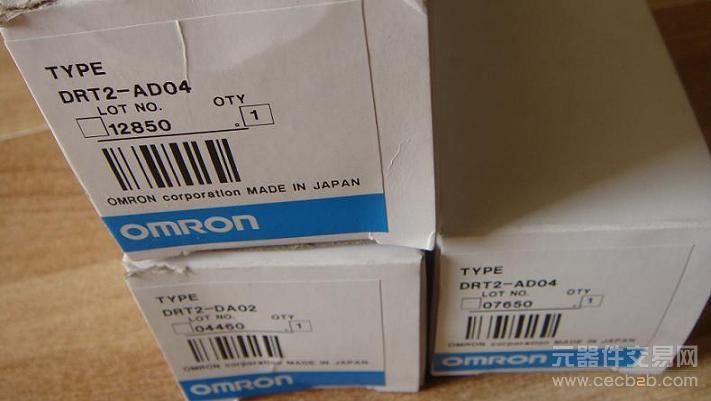 TYPE
DRT2-AD04
LOT NO. QTY
12850 1
OMRON corporation MADE IN JAPAN
OMRON
TYPE
DRT2-DA02
LOT NO. QTY
04460 1
OMRON corporation MADE IN JAPAN
OMRON
TYPE
DRT2-AD04
LOT NO. QTY
07650 1
OMRON corporation MADE IN JAPAN
OMRON
元器件交易网
www.cecb2b.com